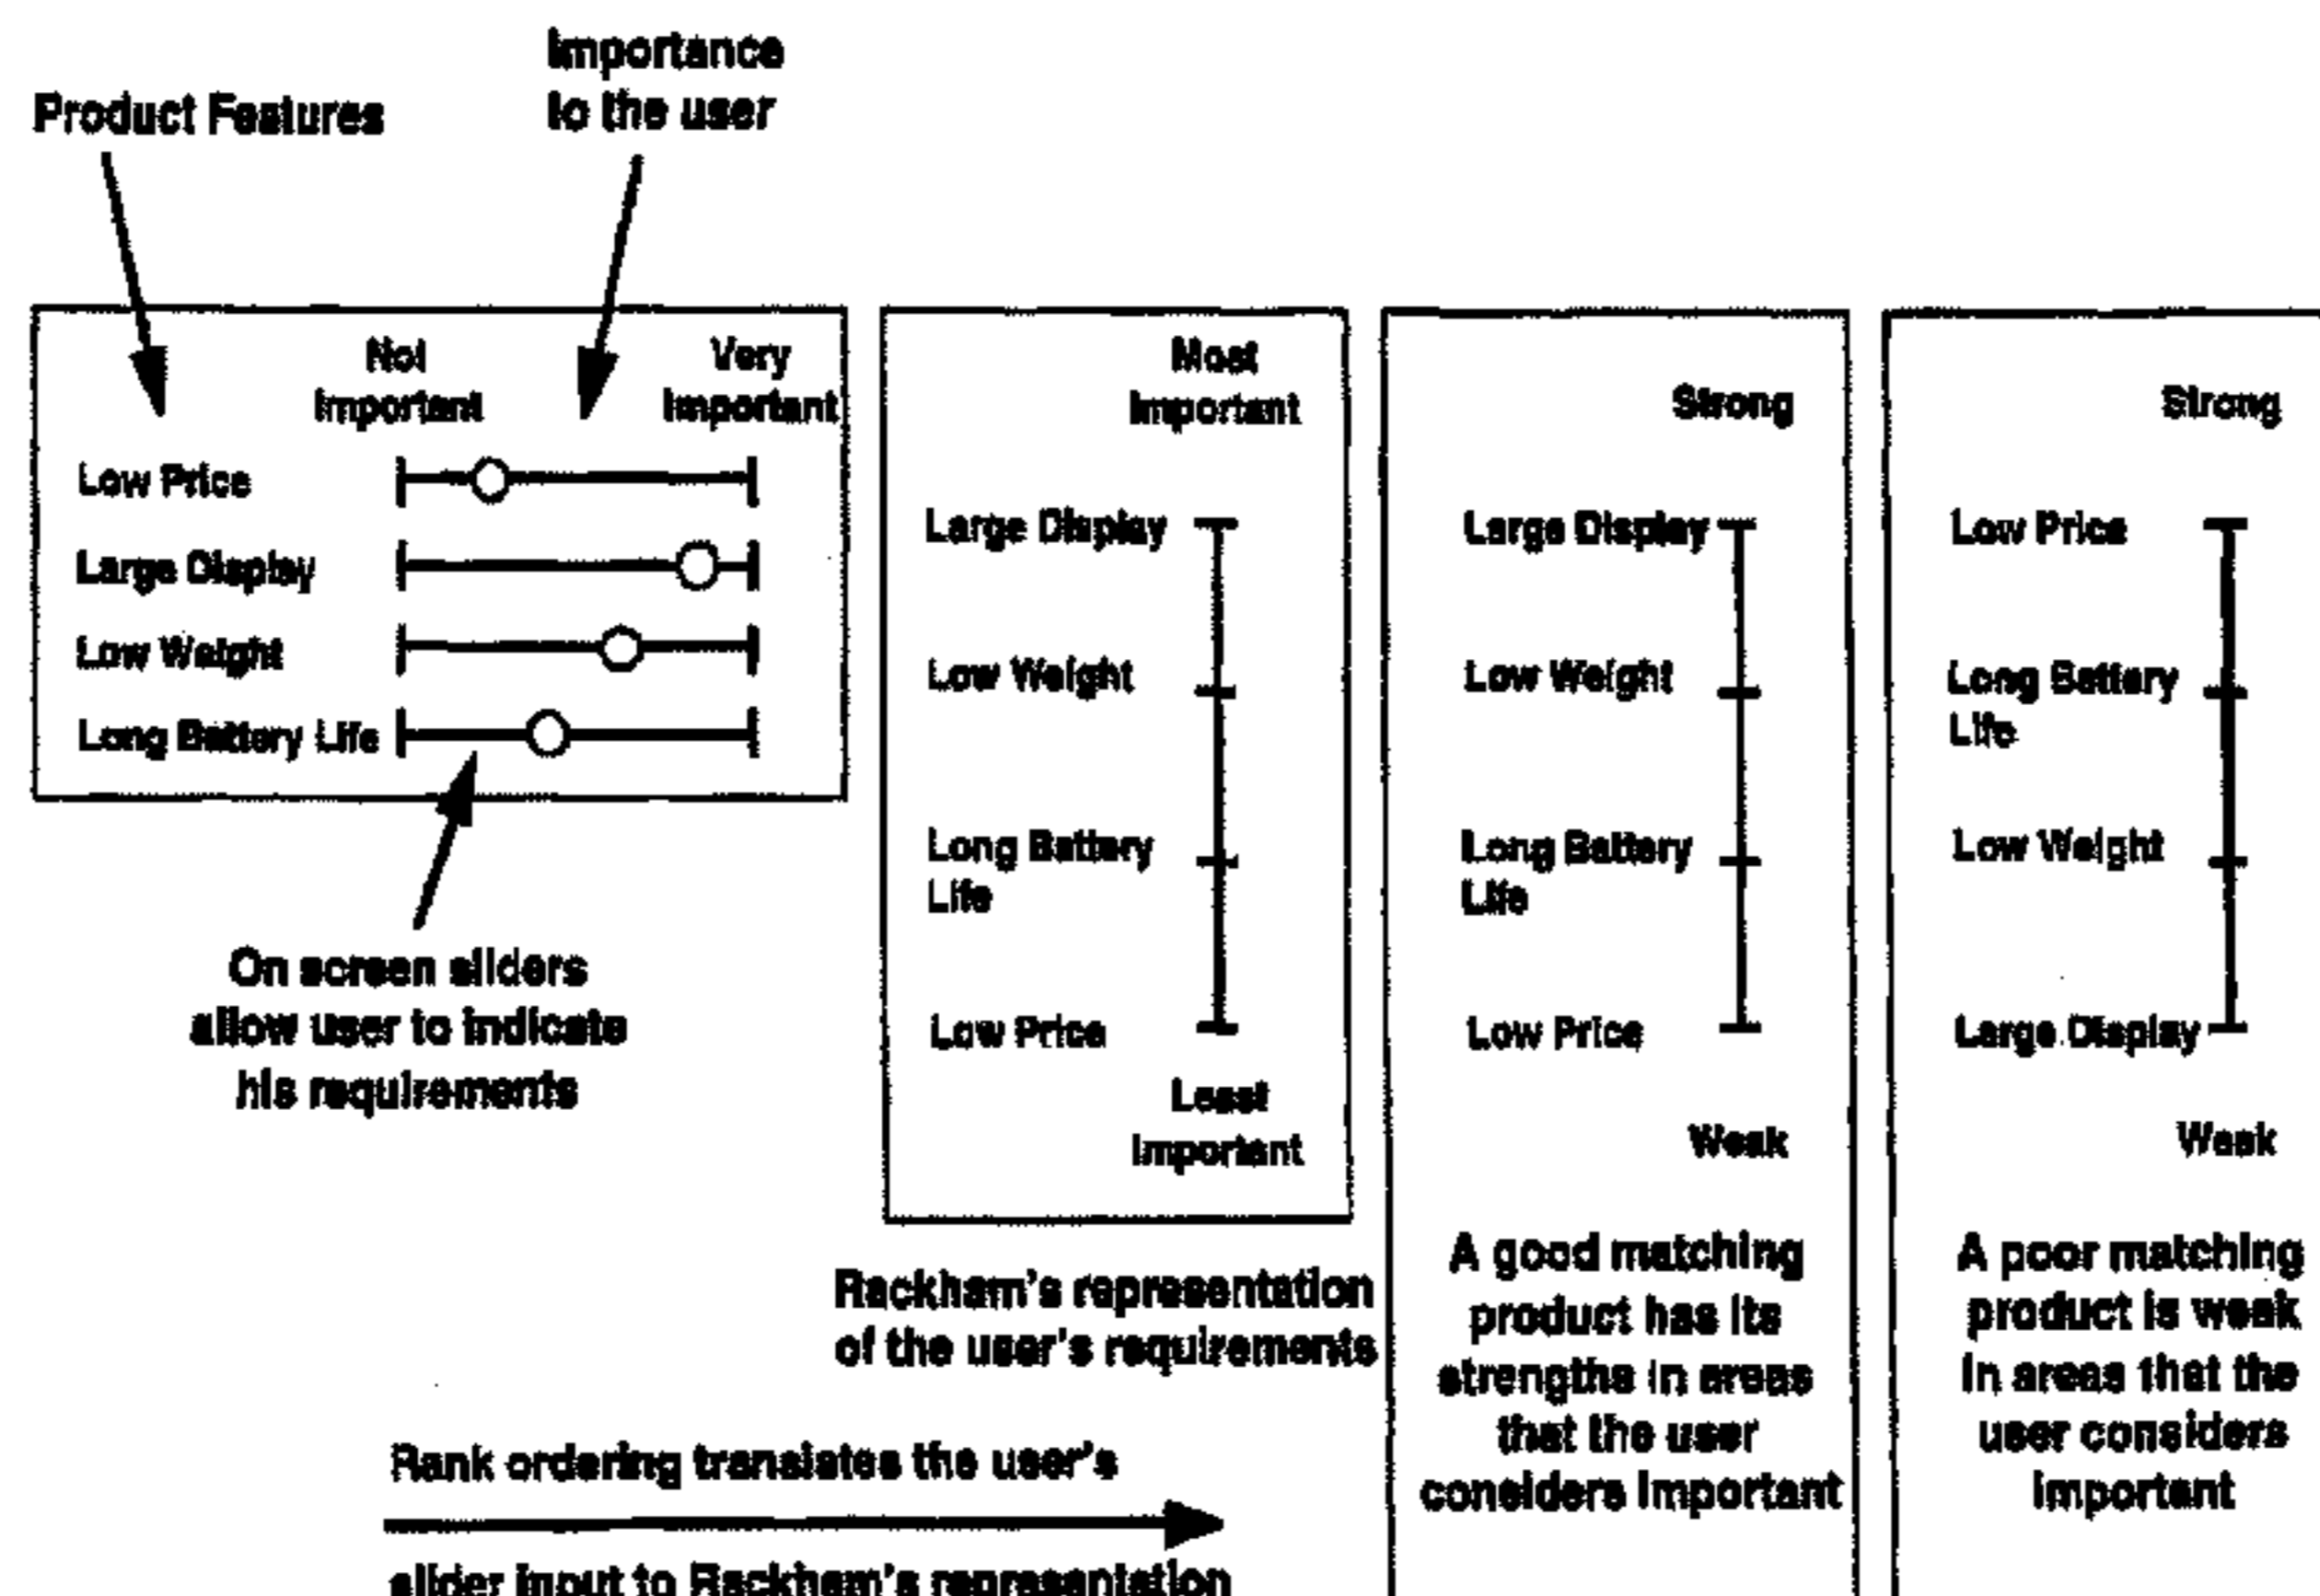 Product Features
Importance
to the user
Not
Important
Very
Important
Low Price
Large Display
Low Weight
Long Battery Life
On screen sliders
allow user to indicate
his requirements
Most
Important
Large Display
Low Weight
Long Battery
Life
Low Price
Least
Important
Rackham's representation
of the user's requirements
Rank ordering translates the user's
slider input to Rackham's representation
Strong
Large Display
Low Weight
Long Battery
Life
Low Price
Weak
A good matching
product has its
strengths in areas
that the user
considers important
Strong
Low Price
Long Battery
Life
Low Weight
Large Display
Weak
A poor matching
product is weak
in areas that the
user considers
important